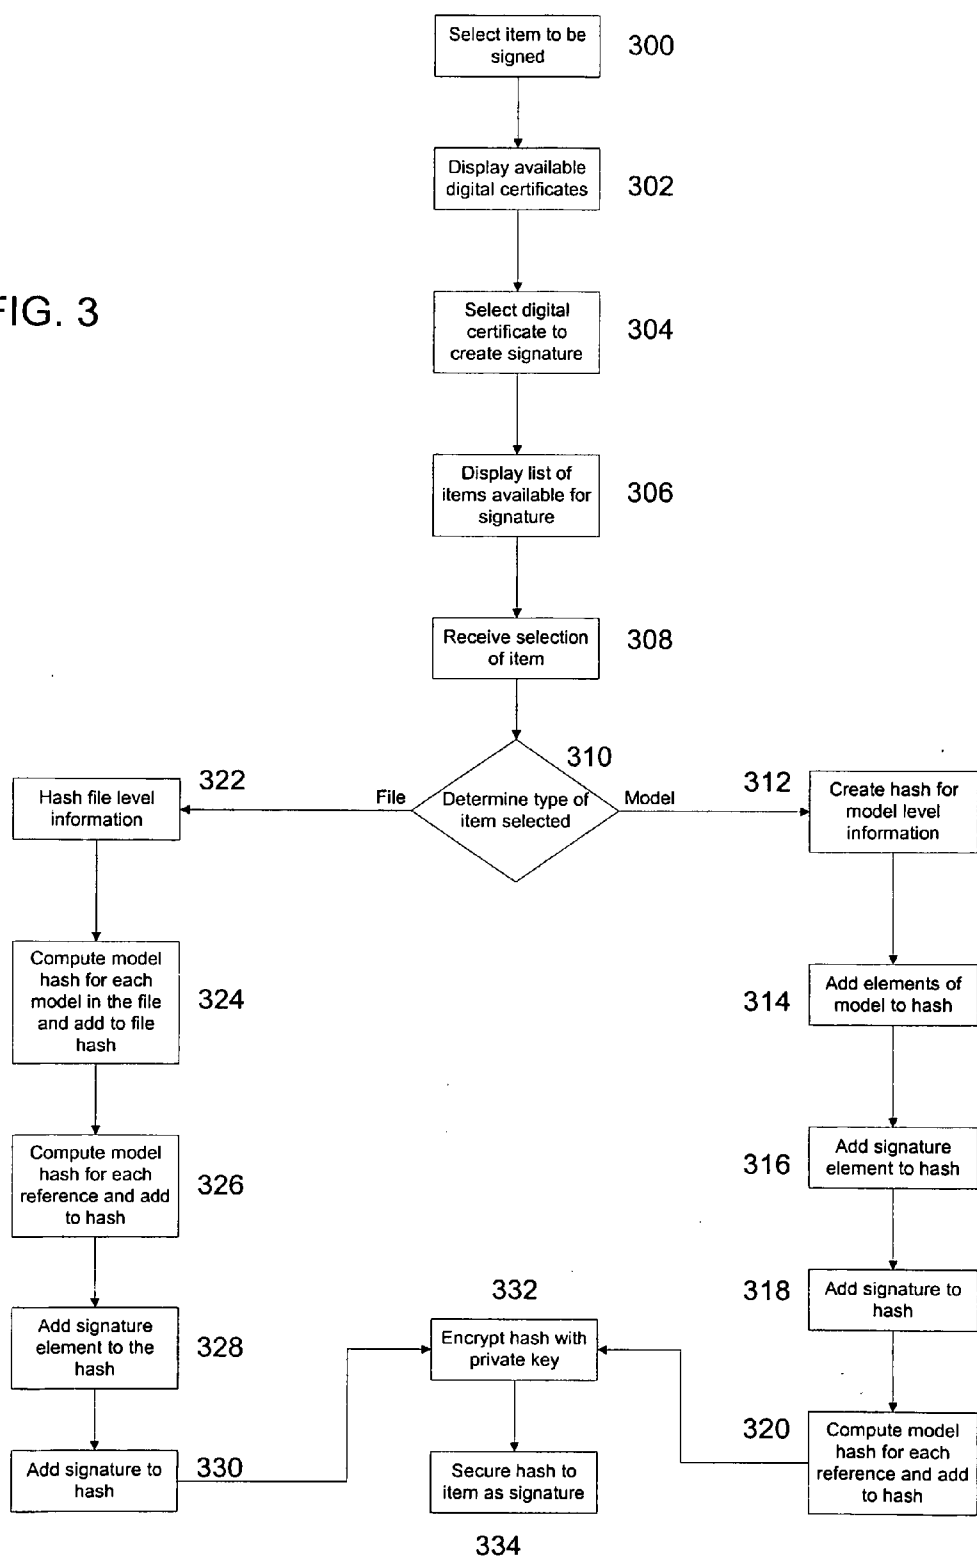 Select item to be
signed
300
Display available
digital certificates
302
FIG. 3
Select digital
certificate to
create signature
304
Display list of
items available for
signature
306
Receive selection
of item
308
310
Determine type of
item selected
File
Model
322
Hash file level
information
312
Create hash for
model level
information
Compute model
hash for each
model in the file
and add to file
hash
324
314
Add elements of
model to hash
Compute model
hash for each
reference and add
to hash
326
316
Add signature
element to hash
318
Add signature to
hash
Add signature
element to the
hash
328
332
Encrypt hash with
private key
320
Compute model
hash for each
reference and add
to hash
Add signature to
hash
330
Secure hash to
item as signature
334